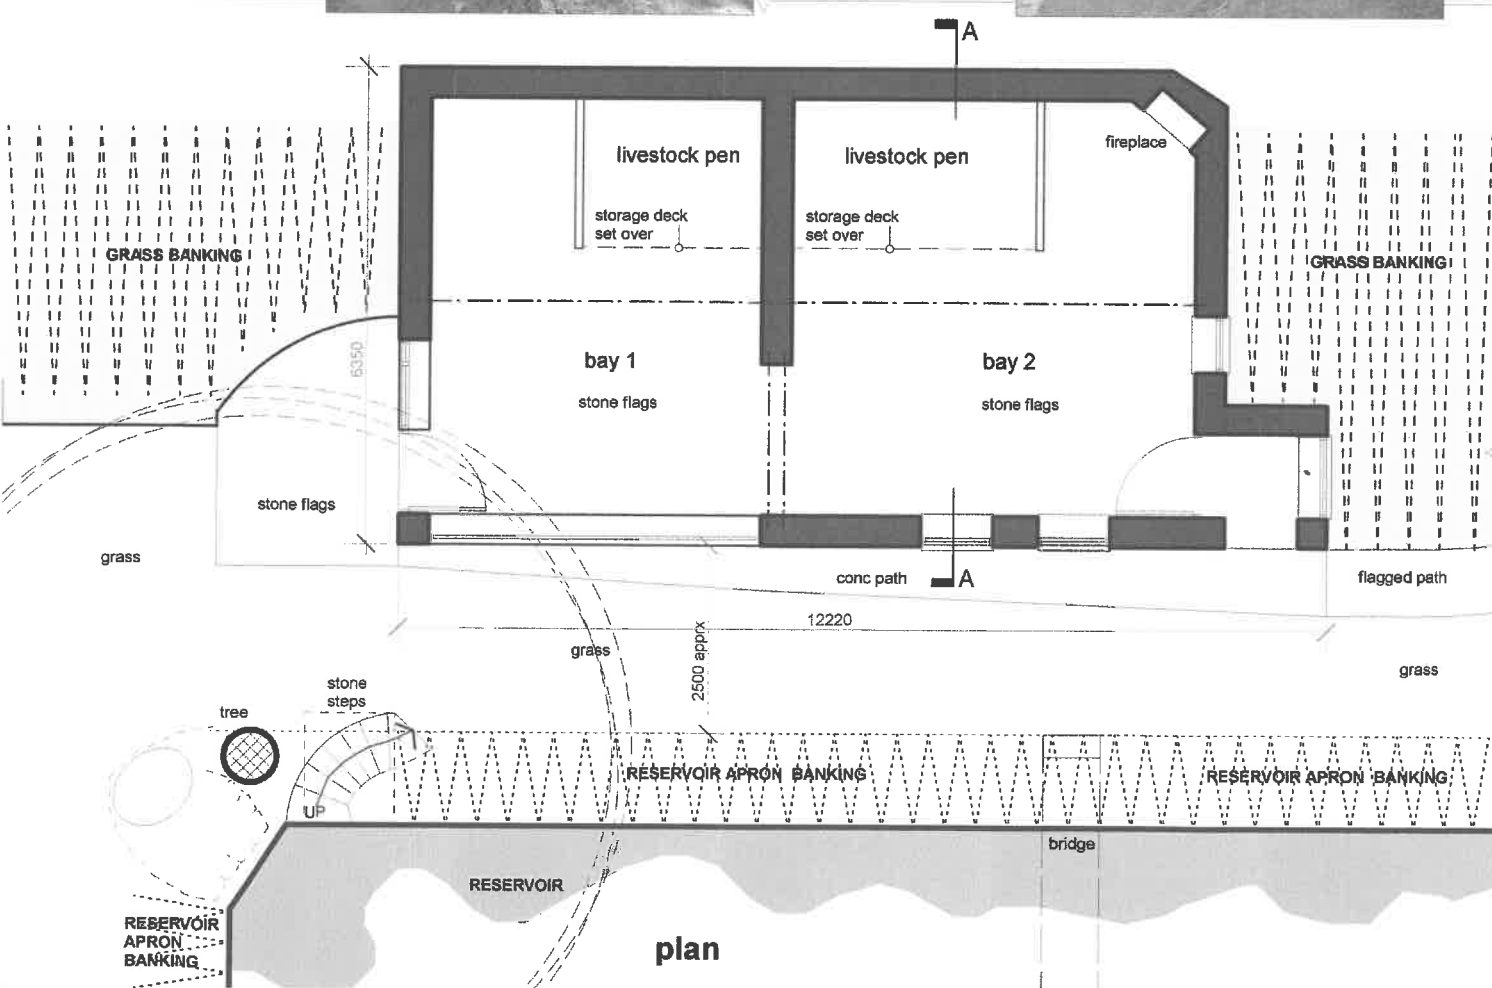 A
livestock pen
livestock pen
fireplace
storage deck
set over
storage deck
set over
GRASS BANKING
GRASS BANKING
6350
bay 1
bay 2
stone flags
stone flags
stone flags
grass
conc path
A
flagged path
12220
grass
2500 apprx
grass
stone
steps
tree
UP
RESERVOIR APRON BANKING
RESERVOIR APRON BANKING
bridge
RESERVOIR
RESERVOIR
APRON
BANKING
plan